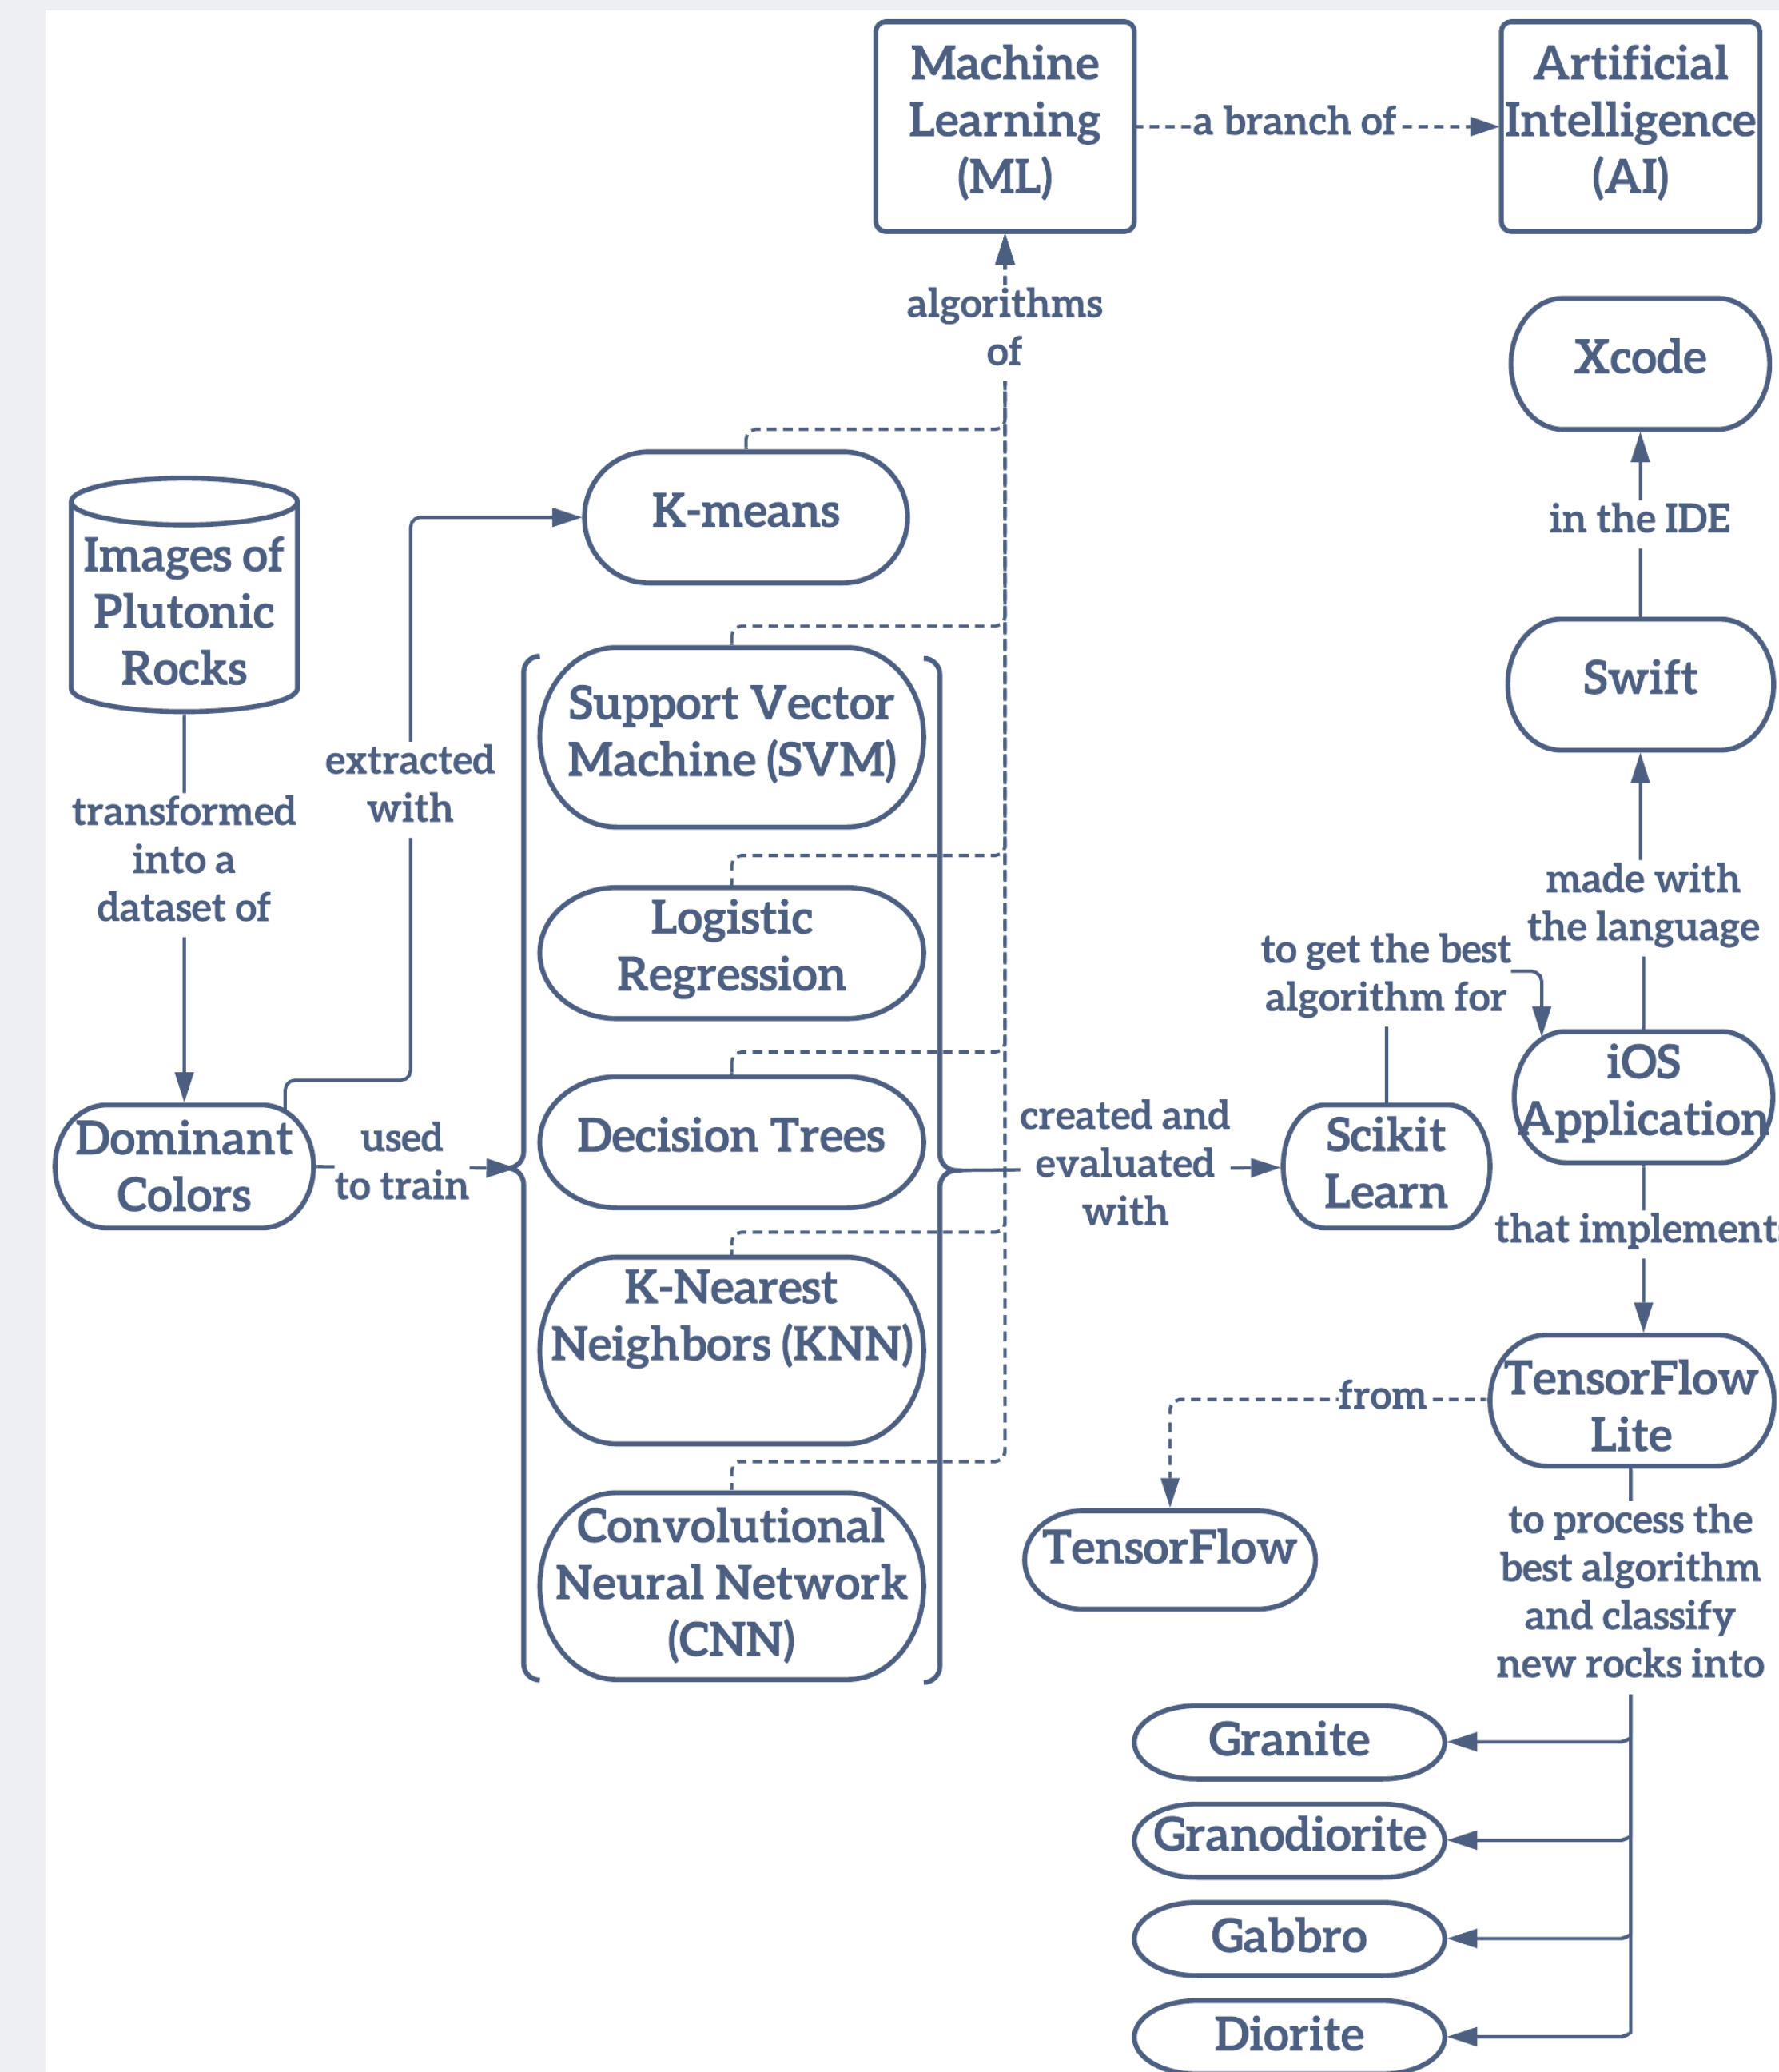 Machine
Learning
(ML)
a branch of
Artificial
Intelligence
(AI)
algorithms
of
Xcode
in the IDE
K-means
Images of
Plutonic
Rocks
Swift
Support Vector
Machine (SVM)
extracted
with
transformed
into a
dataset of
made with
the language
Logistic
Regression
to get the best
algorithm for
iOS
Application
Decision Trees
Dominant
Colors
used
to train
created and
evaluated
with
Scikit
Learn
that implements
K-Nearest
Neighbors (KNN)
TensorFlow
Lite
from
Convolutional
Neural Network
(CNN)
TensorFlow
to process the
best algorithm
and classify
new rocks into
Granite
Granodiorite
Gabbro
Diorite